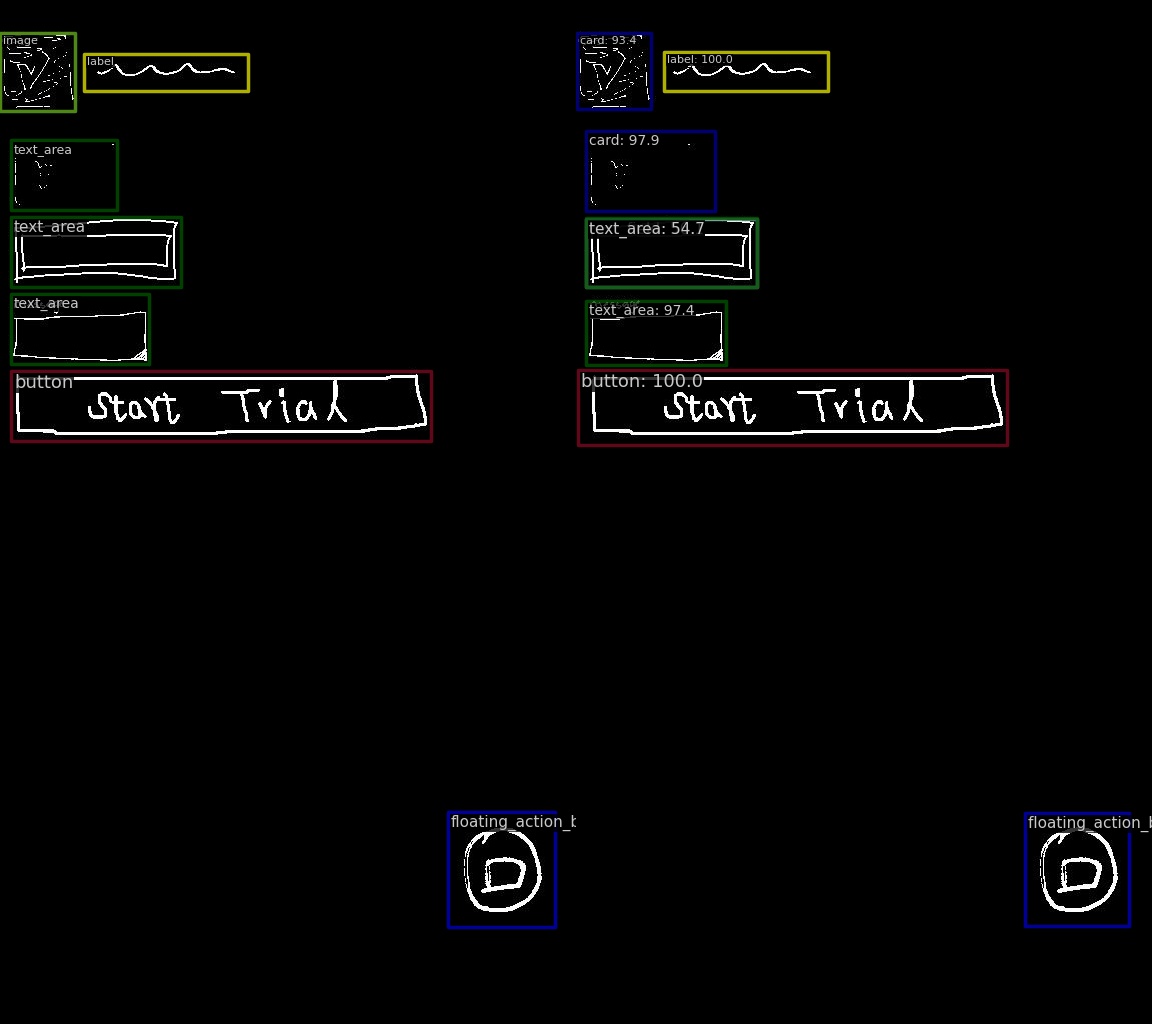 image
card: 93.4
label
label: 100.0
text_area
card: 97.9
text_area
text_area: 54.7
text_area
text_area: 97.4
button
button: 100.0
Start Trial
Start Trial
floating_action_b
floating_action_b